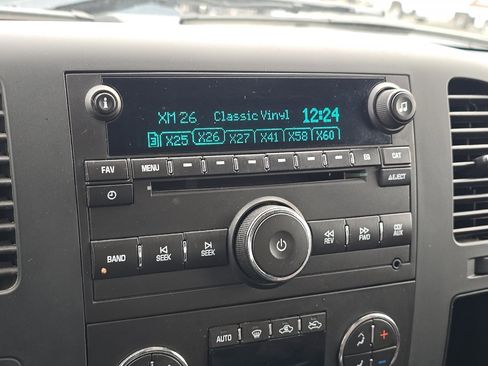 XM 26 Classic Vinyl 12:24
X25 X26 X27 X41 X58 X60
FAV MENU EQ CAT
EJECT
BAND SEEK SEEK REV FWD CD/AUX
AUTO